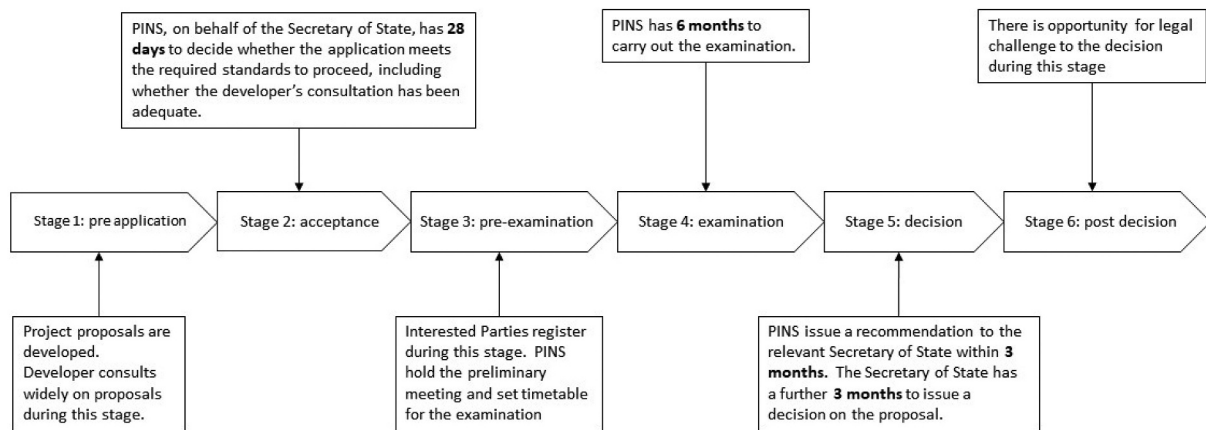 PINS, on behalf of the Secretary of State, has 28
days to decide whether the application meets
the required standards to proceed, including
whether the developer's consultation has been
adequate.
PINS has 6 months to
carry out the examination.
There is opportunity for legal
challenge to the decision
during this stage
Stage 1: pre application
Stage 2: acceptance
Stage 3: pre-examination
Stage 4: examination
Stage 5: decision
Stage 6: post decision
Project proposals are
developed.
Developer consults
widely on proposals
during this stage.
Interested Parties register
during this stage.  PINS
hold the preliminary
meeting and set timetable
for the examination
PINS issue a recommendation to the
relevant Secretary of State within 3
months.  The Secretary of State has
a further 3 months to issue a
decision on the proposal.